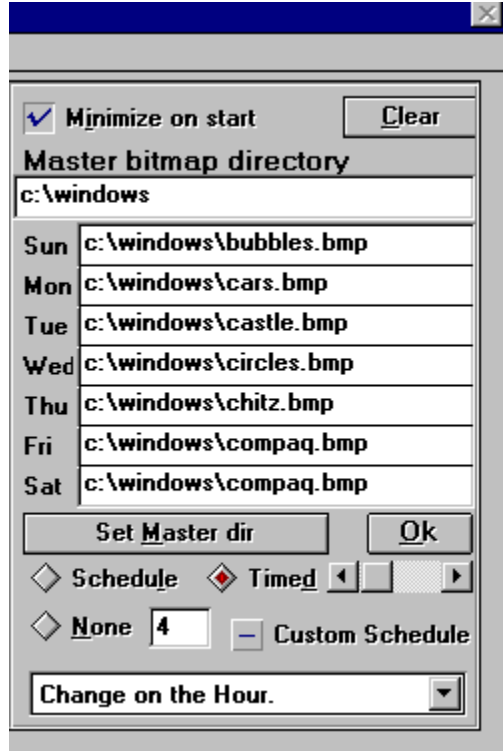 Minimize on start Clear
Master bitmap directory
c:\windows
Sun c:\windows\bubbles.bmp
Mon c:\windows\cars.bmp
Tue c:\windows\castle.bmp
Wed c:\windows\circles.bmp
Thu c:\windows\chitz.bmp
Fri c:\windows\compaq.bmp
Sat c:\windows\compaq.bmp
Set Master dir Ok
Schedule Timed
None 4 Custom Schedule
Change on the Hour.